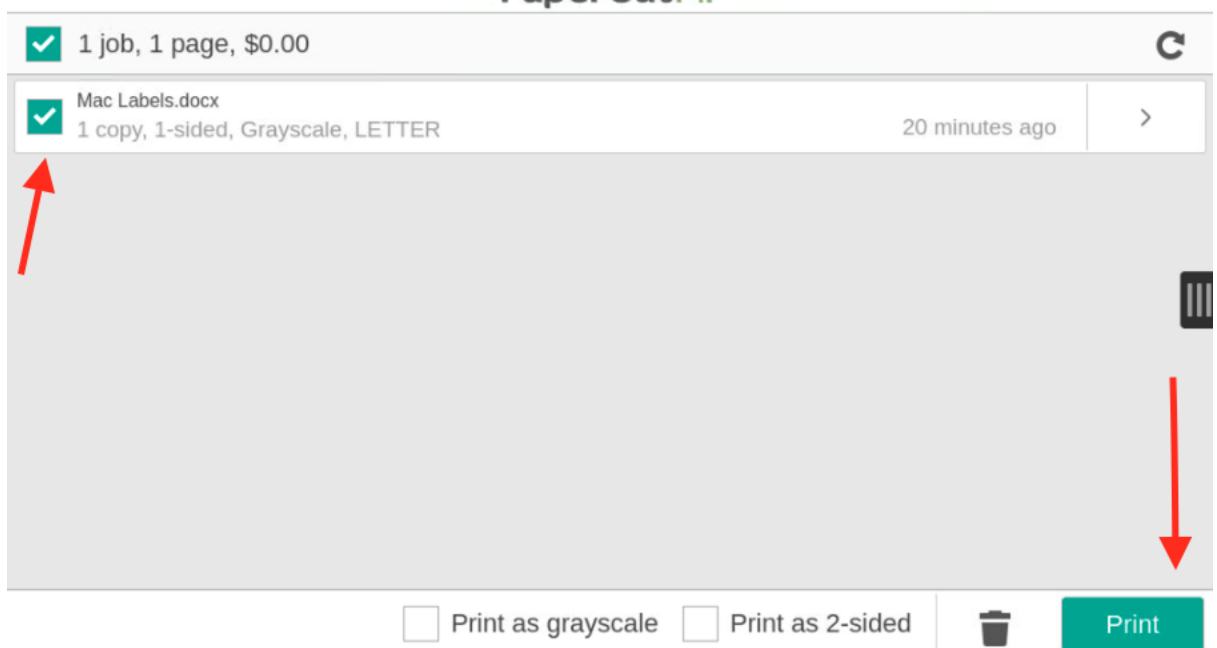 1 job, 1 page, $0.00
Mac Labels.docx
1 copy, 1-sided, Grayscale, LETTER
20 minutes ago
Print as grayscale
Print as 2-sided
Print